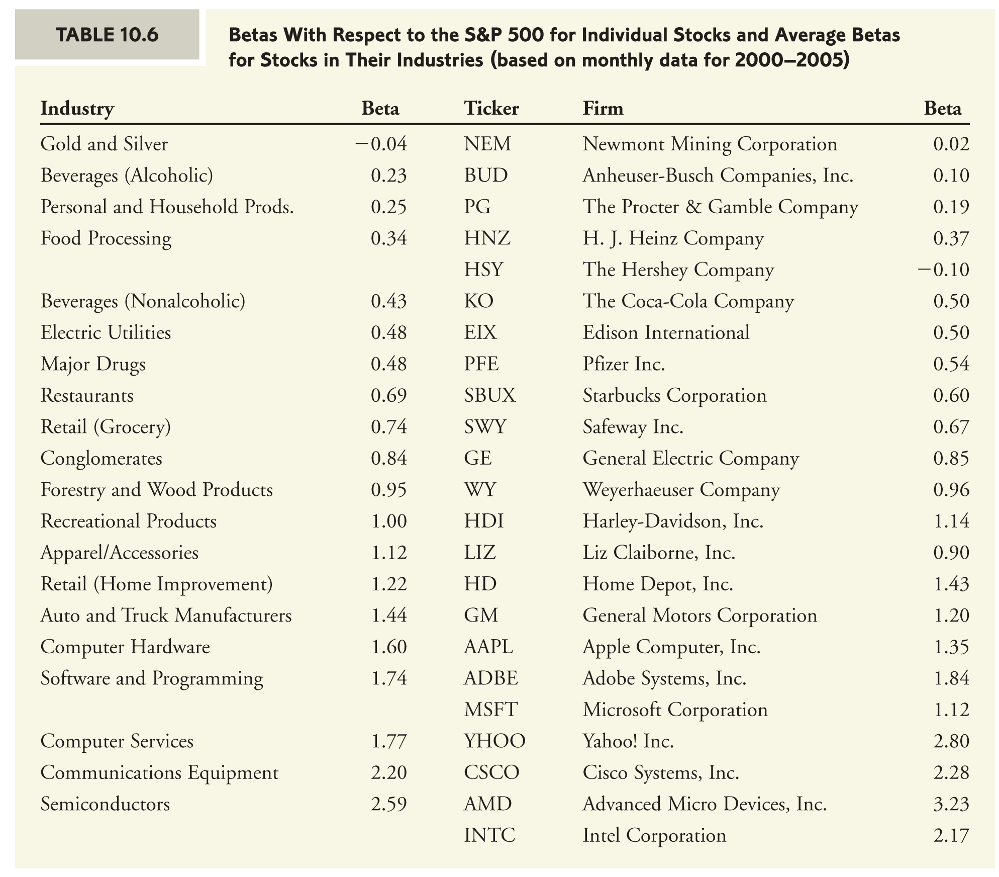 TABLE 10.6
Betas With Respect to the S&P 500 for Individual Stocks and Average Betas
for Stocks in Their Industries (based on monthly data for 2000–2005)
Industry Beta Ticker Firm Beta
Gold and Silver −0.04 NEM Newmont Mining Corporation 0.02
Beverages (Alcoholic) 0.23 BUD Anheuser-Busch Companies, Inc. 0.10
Personal and Household Prods. 0.25 PG The Procter & Gamble Company 0.19
Food Processing 0.34 HNZ H. J. Heinz Company 0.37
HSY The Hershey Company −0.10
Beverages (Nonalcoholic) 0.43 KO The Coca-Cola Company 0.50
Electric Utilities 0.48 EIX Edison International 0.50
Major Drugs 0.48 PFE Pfizer Inc. 0.54
Restaurants 0.69 SBUX Starbucks Corporation 0.60
Retail (Grocery) 0.74 SWY Safeway Inc. 0.67
Conglomerates 0.84 GE General Electric Company 0.85
Forestry and Wood Products 0.95 WY Weyerhaeuser Company 0.96
Recreational Products 1.00 HDI Harley-Davidson, Inc. 1.14
Apparel/Accessories 1.12 LIZ Liz Claiborne, Inc. 0.90
Retail (Home Improvement) 1.22 HD Home Depot, Inc. 1.43
Auto and Truck Manufacturers 1.44 GM General Motors Corporation 1.20
Computer Hardware 1.60 AAPL Apple Computer, Inc. 1.35
Software and Programming 1.74 ADBE Adobe Systems, Inc. 1.84
MSFT Microsoft Corporation 1.12
Computer Services 1.77 YHOO Yahoo! Inc. 2.80
Communications Equipment 2.20 CSCO Cisco Systems, Inc. 2.28
Semiconductors 2.59 AMD Advanced Micro Devices, Inc. 3.23
INTC Intel Corporation 2.17